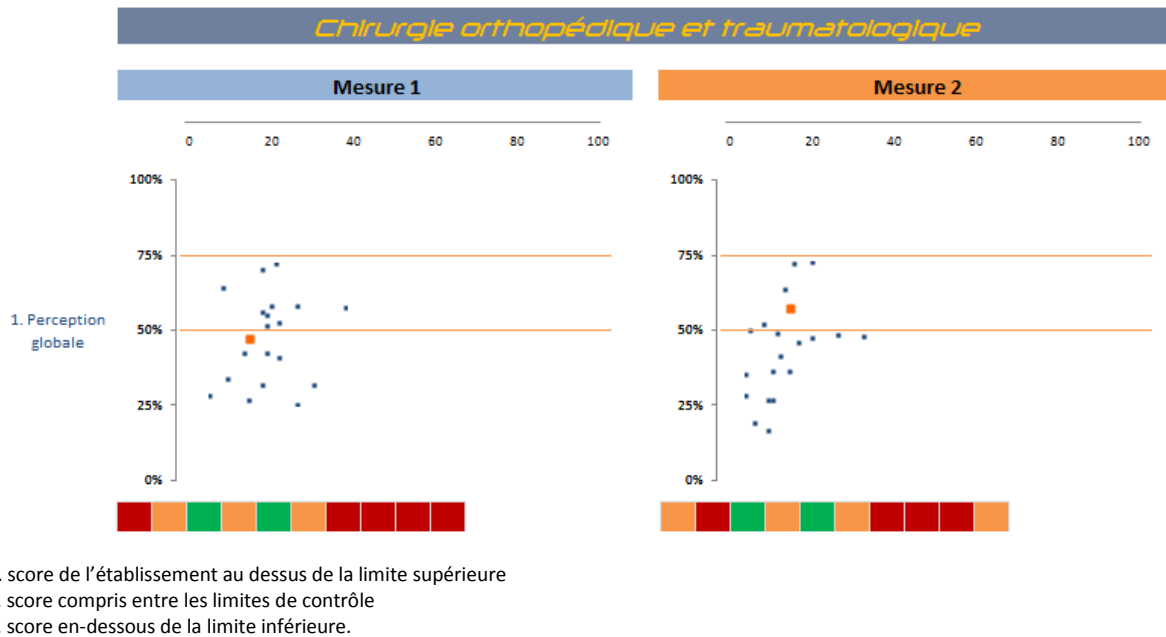 Chirurgie orthopédique et traumatologique
Mesure 1
Mesure 2
0 20 40 60 80 100
0 20 40 60 80 100
100%
75%
50%
25%
0%
100%
75%
50%
25%
0%
1. Perception
globale
. score de l’établissement au dessus de la limite supérieure
. score compris entre les limites de contrôle
. score en-dessous de la limite inférieure.